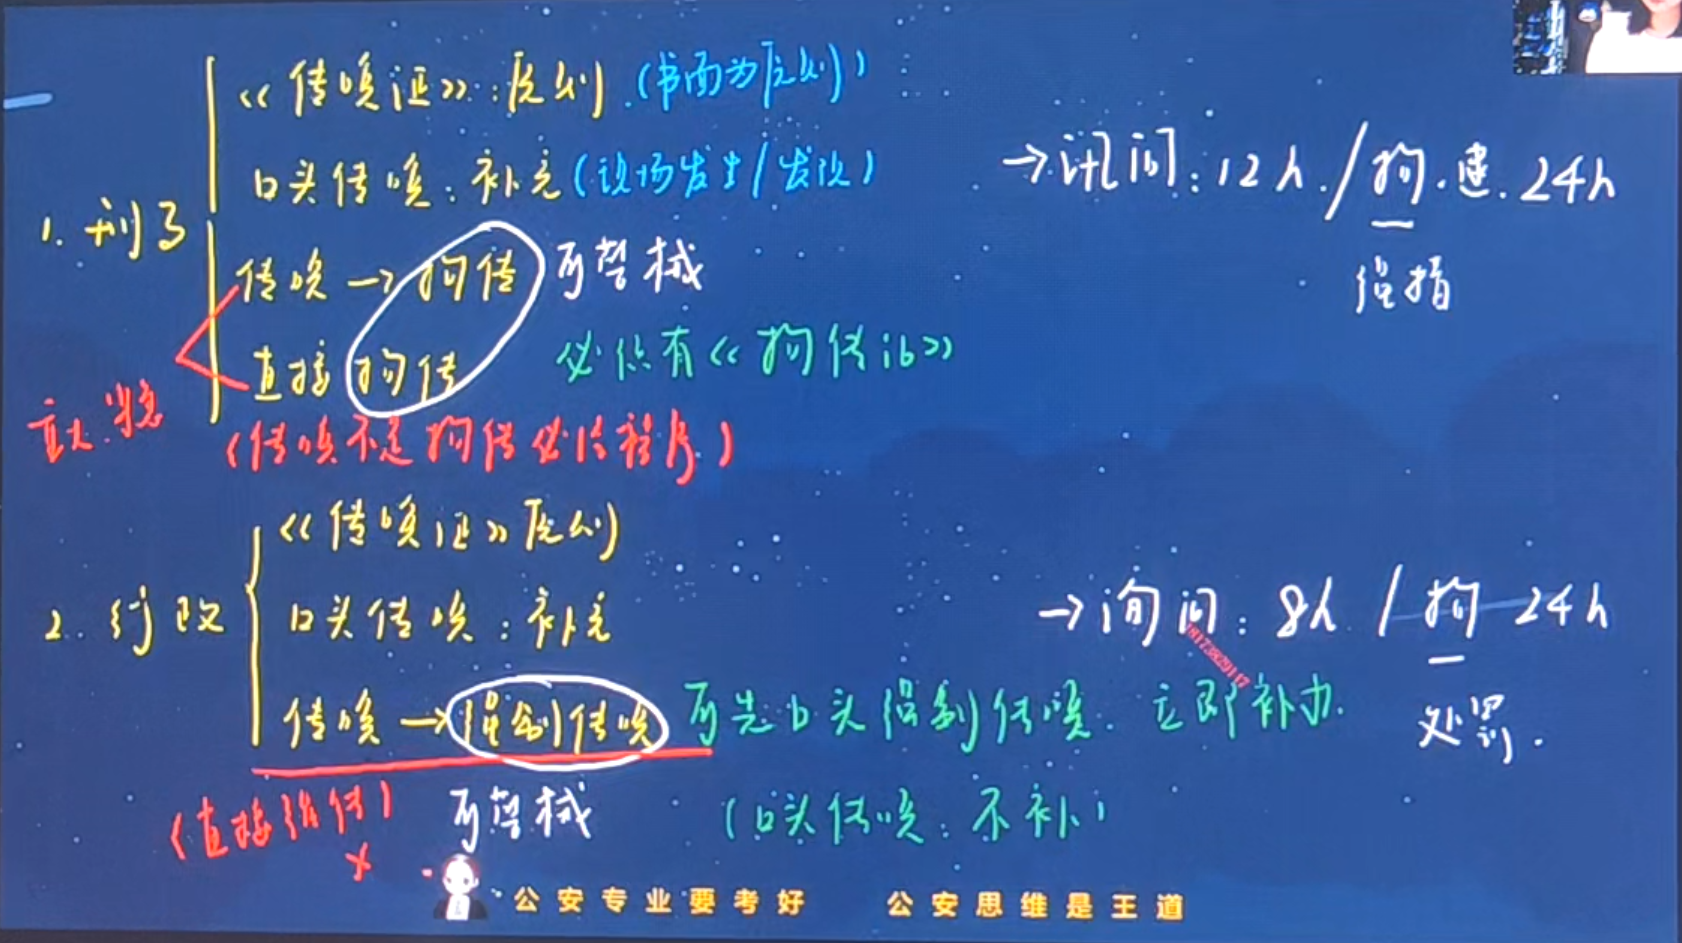 1. 刑事
《传唤证》：原则（书面为原则）
口头传唤：补充（现场发生/发现）
传唤→拘传 可警械
直接拘传 必须有《拘传证》
（传唤不是拘传必经程序）
→讯问：12h./拘.逮.24h
强措
2. 行政
《传唤证》原则
口头传唤：补充
传唤→强制传唤 可先口头强制传唤.立即补办.
（直接强传）× 可警械 （口头传唤：不补）
→询问：8h / 拘 24h
处罚.
18173829117
公安专业要考好 公安思维是王道